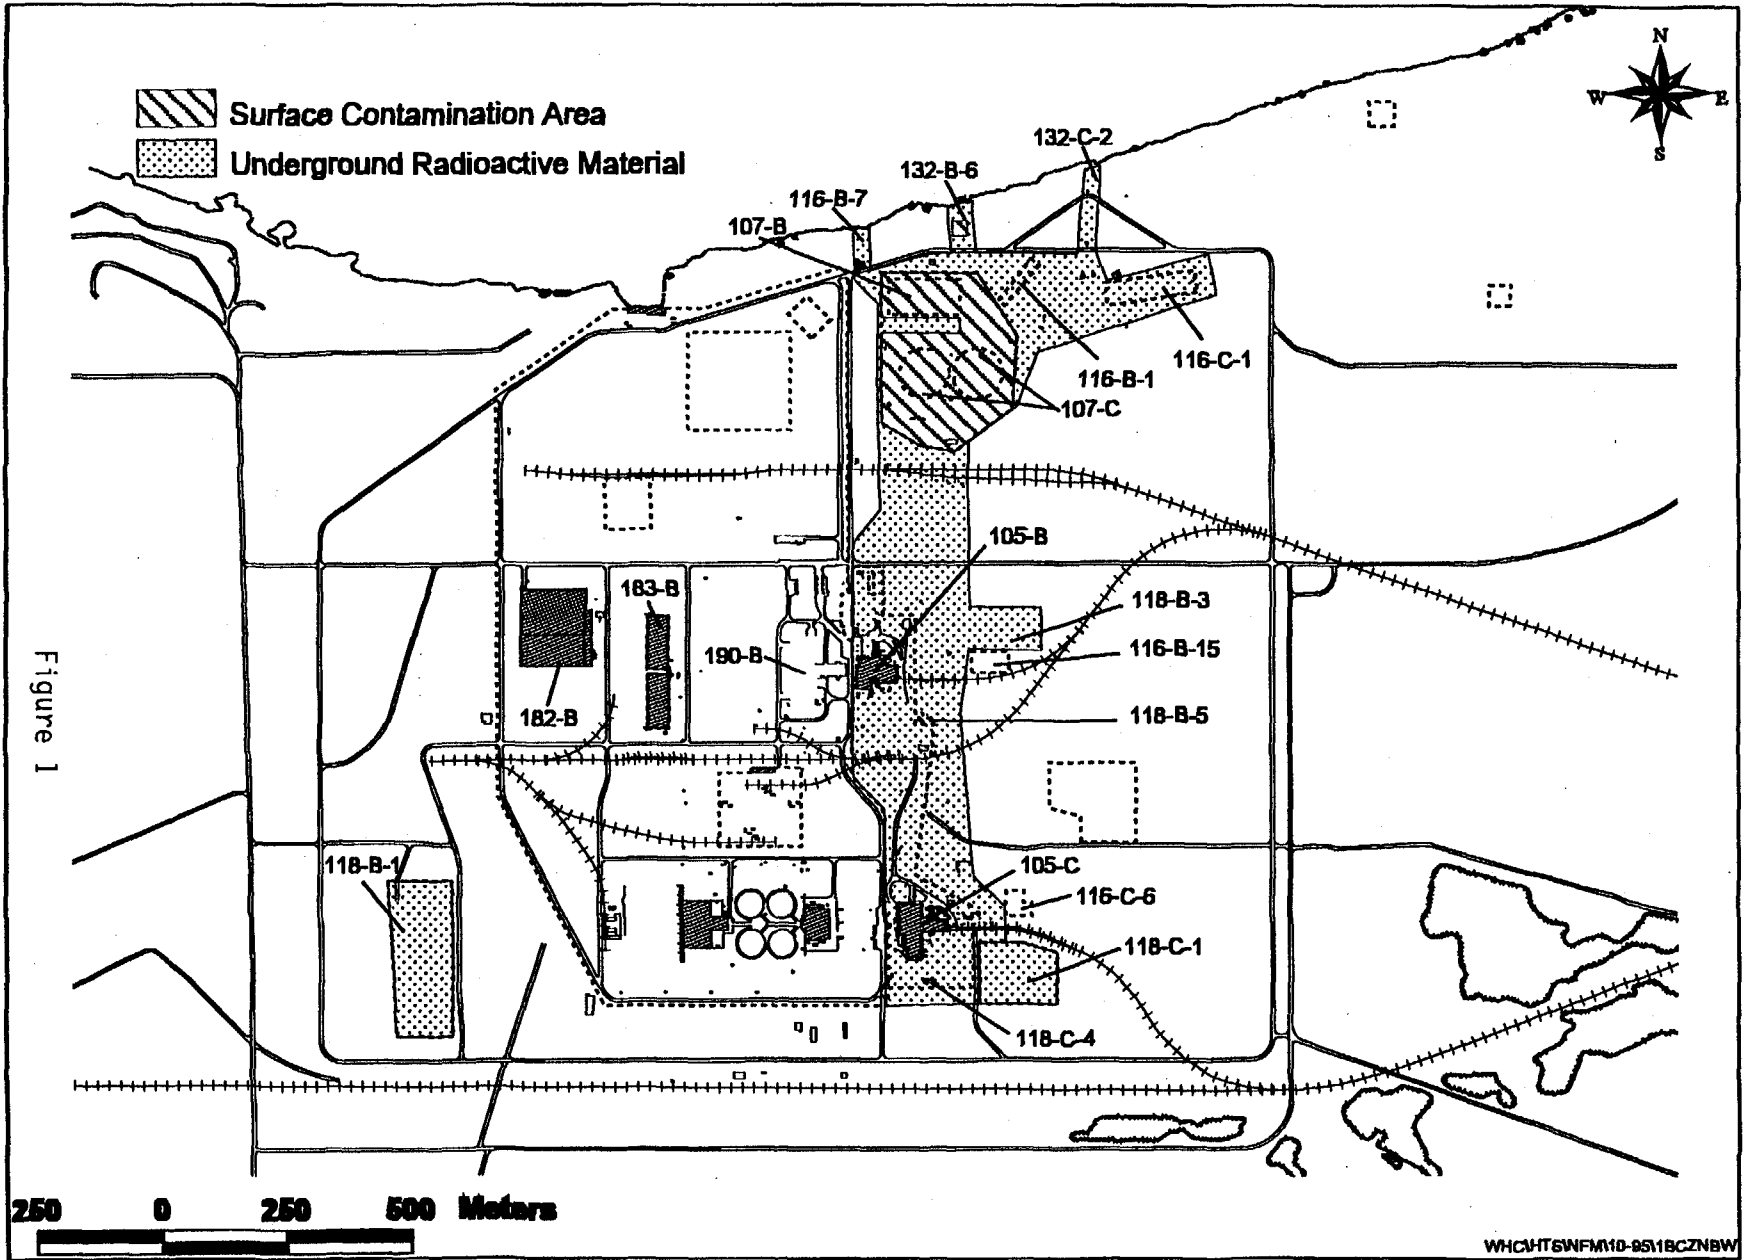 N
W E
S
Surface Contamination Area
Underground Radioactive Material
132-C-2
132-B-6
116-B-7
107-B
116-C-1
116-B-1
107-C
105-B
118-B-3
183-B
116-B-15
190-B
182-B
118-B-5
Figure 1
118-B-1
105-C
116-C-6
118-C-1
118-C-4
250 0 250 500 Meters
WHC\HTS\NFM\10-95\1BCZNBW